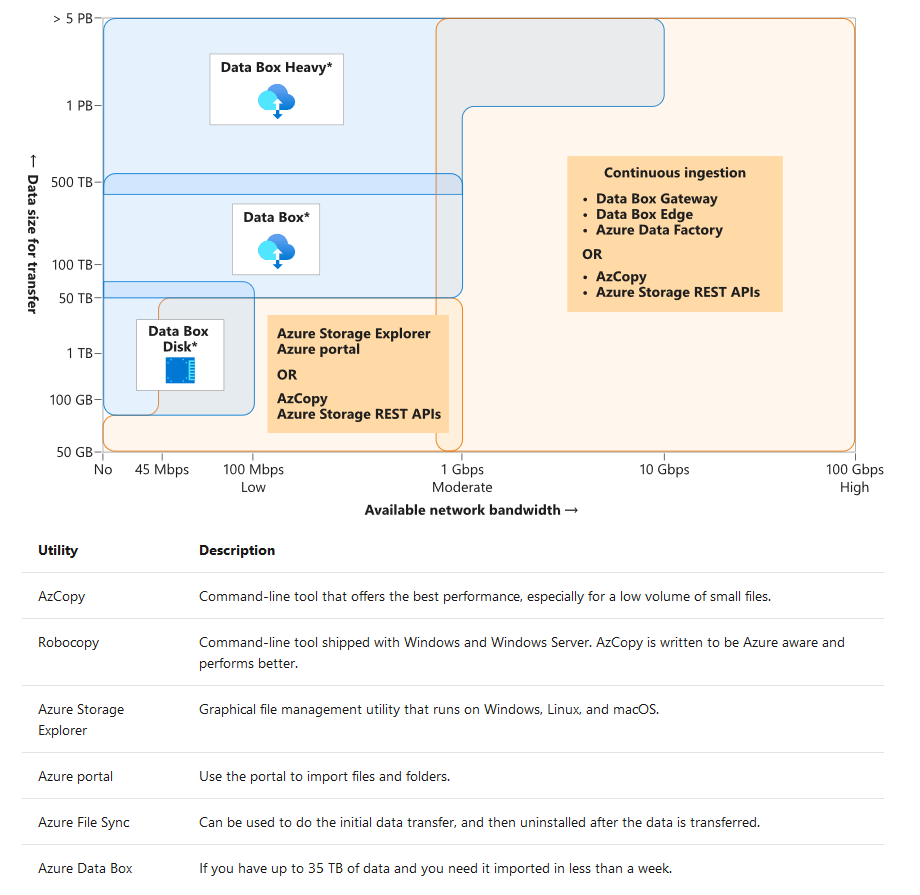 > 5 PB
Data Box Heavy*
1 PB
← Data size for transfer
500 TB
Continuous ingestion
• Data Box Gateway
• Data Box Edge
• Azure Data Factory
OR
• AzCopy
• Azure Storage REST APIs
Data Box*
100 TB
50 TB
Data Box
Disk*
Azure Storage Explorer
Azure portal
OR
AzCopy
Azure Storage REST APIs
1 TB
100 GB
50 GB
No 45 Mbps 100 Mbps 1 Gbps 10 Gbps 100 Gbps
Low Moderate High
Available network bandwidth →
Utility Description
AzCopy Command-line tool that offers the best performance, especially for a low volume of small files.
Robocopy Command-line tool shipped with Windows and Windows Server. AzCopy is written to be Azure aware and
performs better.
Azure Storage Graphical file management utility that runs on Windows, Linux, and macOS.
Explorer
Azure portal Use the portal to import files and folders.
Azure File Sync Can be used to do the initial data transfer, and then uninstalled after the data is transferred.
Azure Data Box If you have up to 35 TB of data and you need it imported in less than a week.